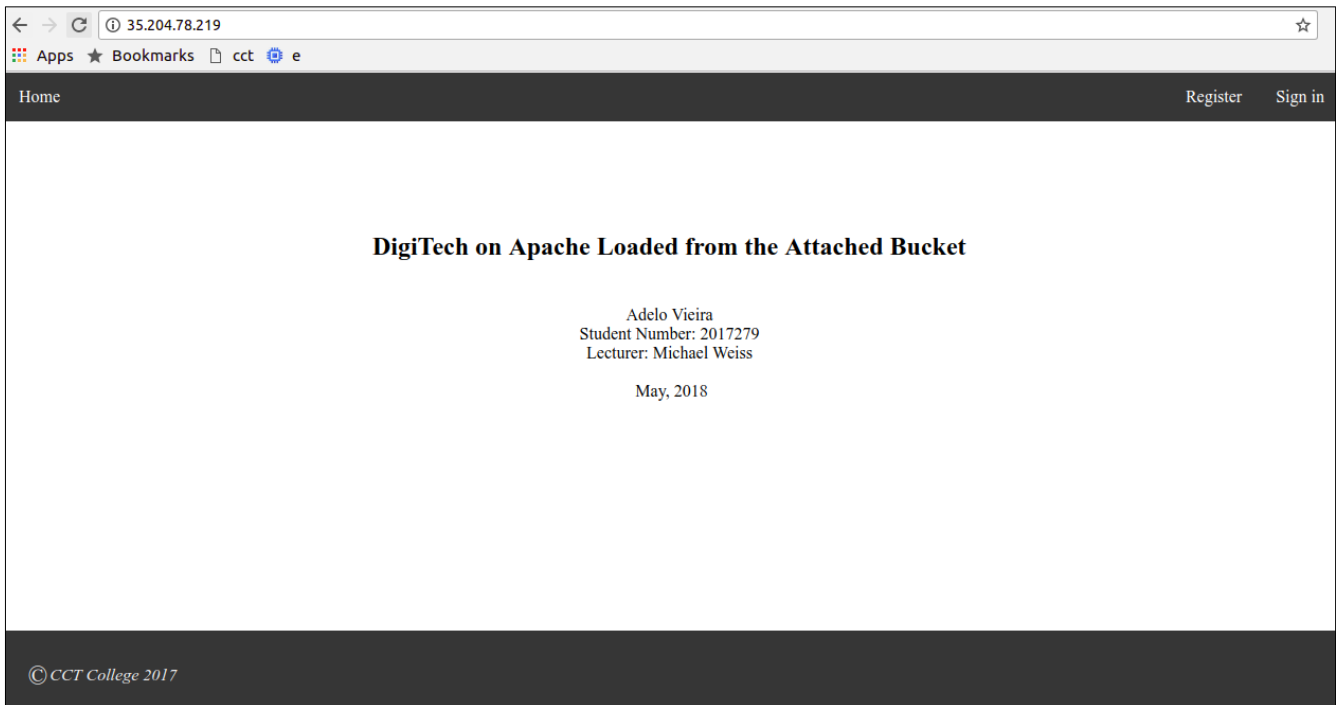 35.204.78.219
Apps Bookmarks cct e
Home Register Sign in
DigiTech on Apache Loaded from the Attached Bucket
Adelo Vieira
Student Number: 2017279
Lecturer: Michael Weiss
May, 2018
©CCT College 2017